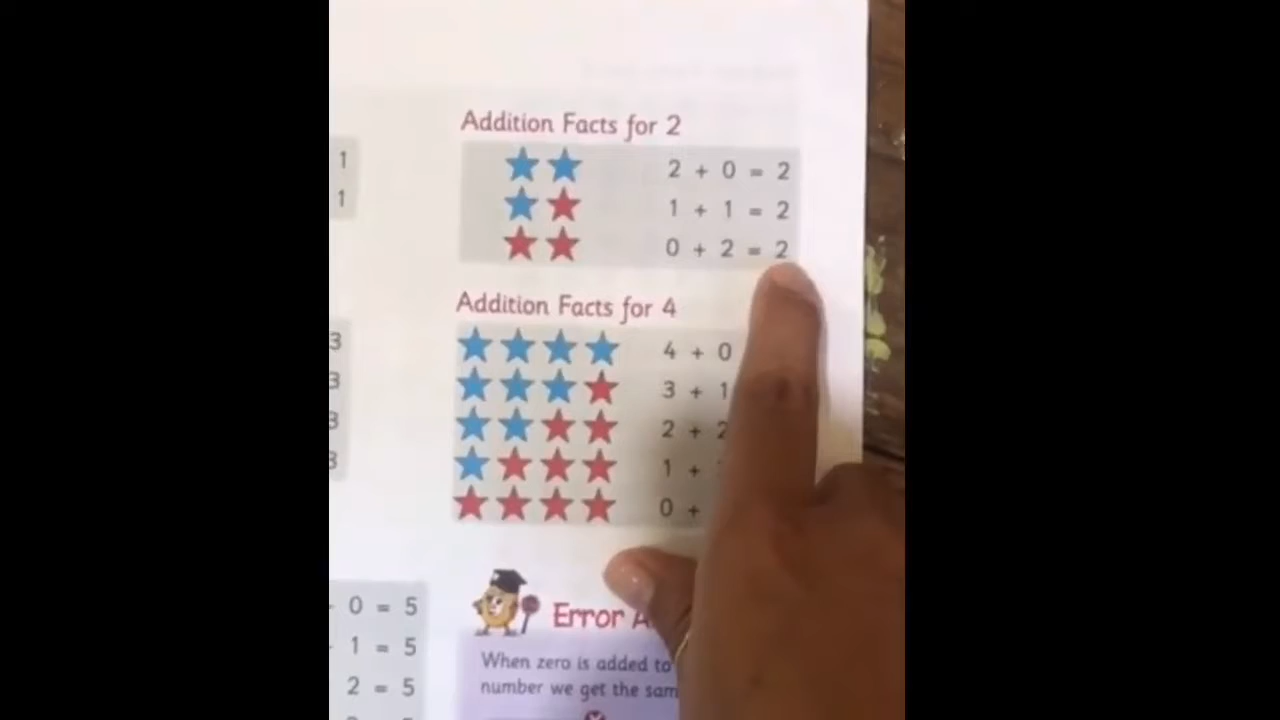 1
1
Addition Facts for 2
2 + 0 = 2
1 + 1 = 2
0 + 2 = 2
3
3
3
3
Addition Facts for 4
4 + 0
3 + 1
2 + 2
1 +
0 +
0 = 5
1 = 5
2 = 5
Error A
When zero is added to
number we get the sam